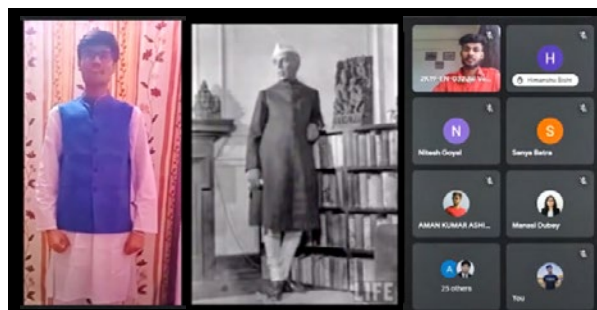 LIFE
H
Himanshu Bisht
N
Nitesh Goyal
S
Sanya Batra
AMAN KUMAR ASHI...
Manasi Dubey
A
25 others
You